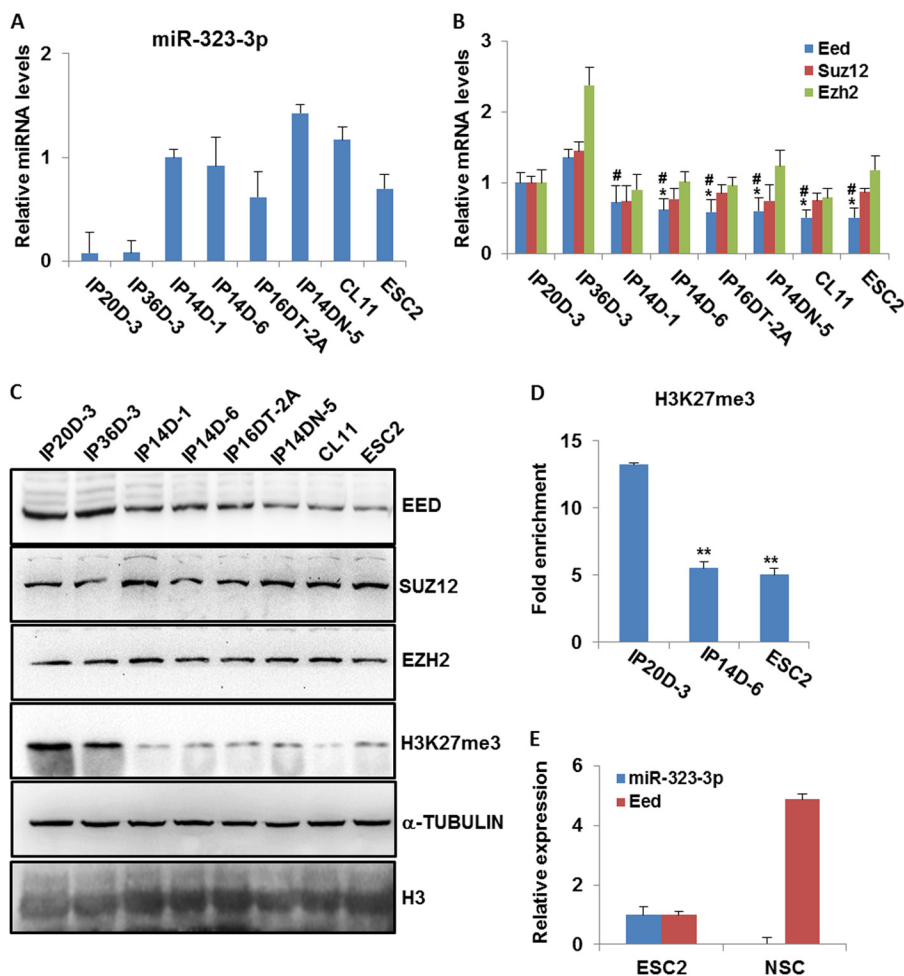 A
miR-323-3p
Relative miRNA levels
2
1
0
IP20D-3
IP36D-3
IP14D-1
IP14D-6
IP16DT-2A
IP14DN-5
CL11
ESC2
B
Relative mRNA levels
3
2
1
0
Eed
Suz12
Ezh2
#
# *
# *
# *
# *
# *
IP20D-3
IP36D-3
IP14D-1
IP14D-6
IP16DT-2A
IP14DN-5
CL11
ESC2
C
IP20D-3
IP36D-3
IP14D-1
IP14D-6
IP16DT-2A
IP14DN-5
CL11
ESC2
EED
SUZ12
EZH2
H3K27me3
α-TUBULIN
H3
D
H3K27me3
Fold enrichment
15
10
5
0
**
**
IP20D-3
IP14D-6
ESC2
E
Relative expression
6
4
2
0
miR-323-3p
Eed
ESC2
NSC